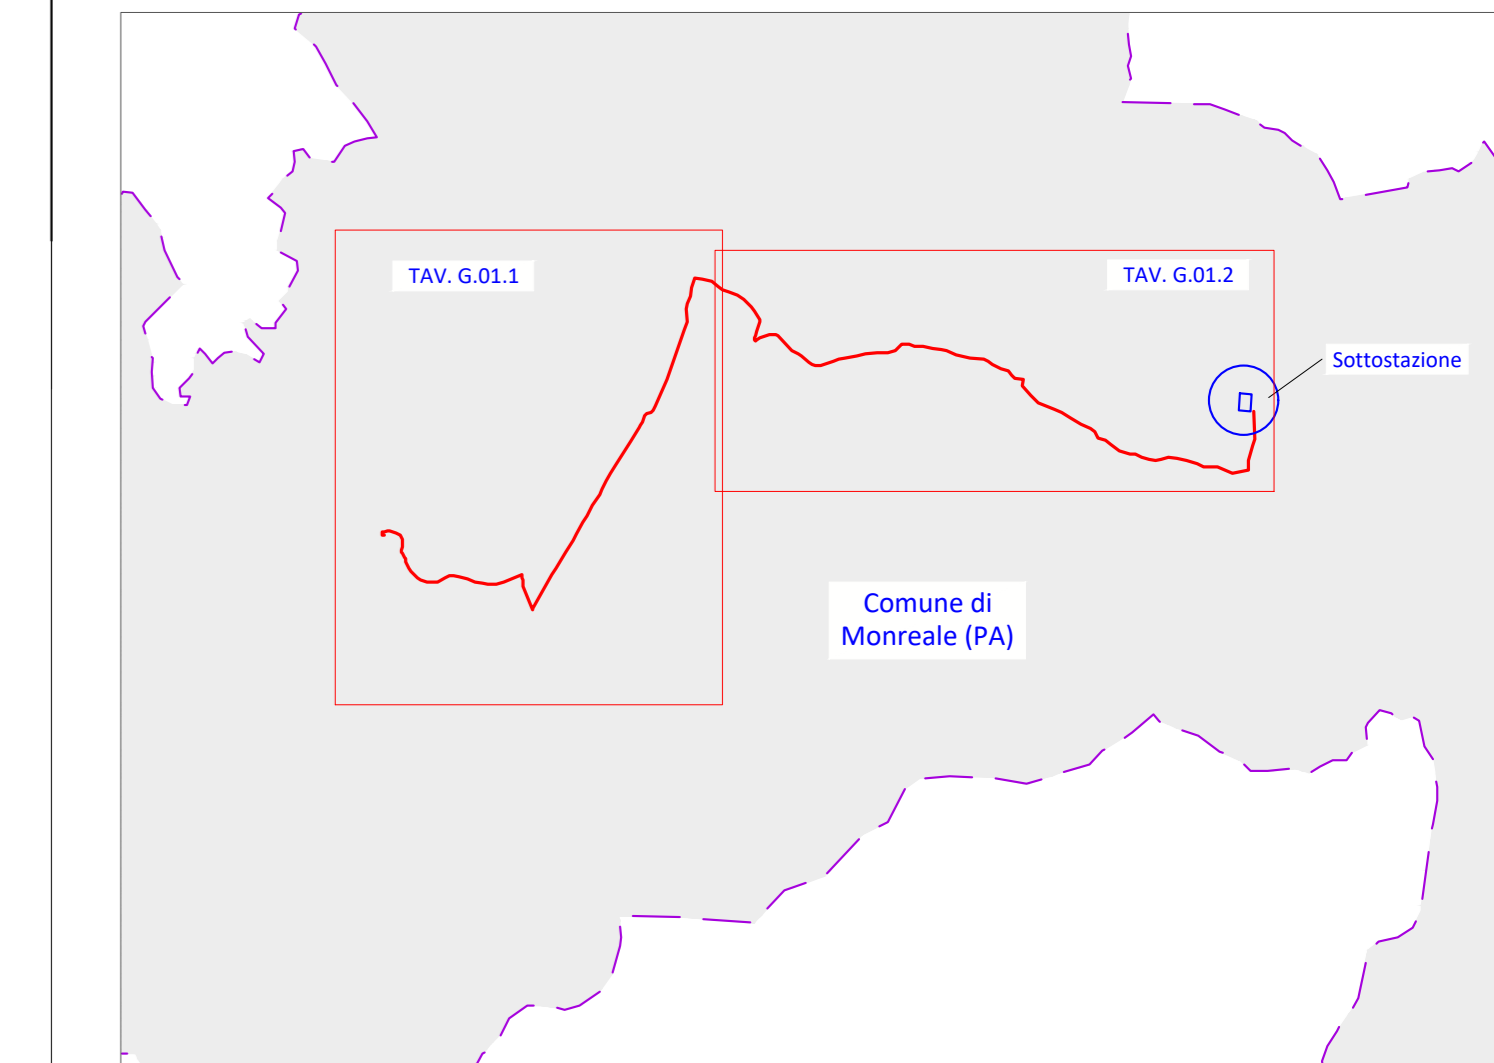 TAV. G.01.1
TAV. G.01.2
Sottostazione
Comune di
Monreale (PA)